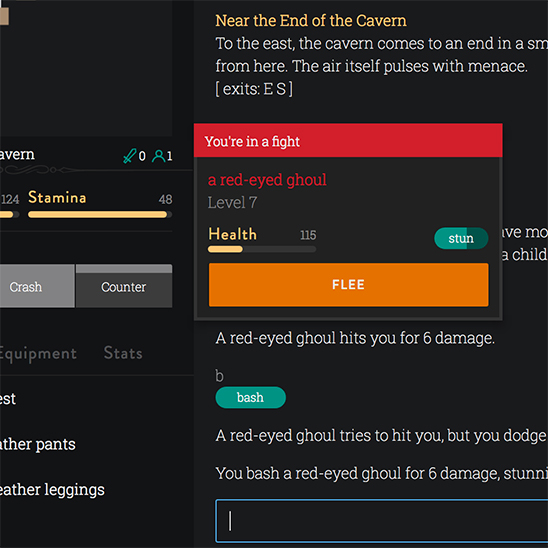 Near the End of the Cavern
To the east, the cavern comes to an end in a sm
from here. The air itself pulses with menace.
[ exits: E S ]
avern
0
1
124
Stamina
48
Crash
Counter
Equipment
Stats
est
ather pants
eather leggings
You're in a fight
a red-eyed ghoul
Level 7
Health
115
stun
FLEE
ave mo
a child
A red-eyed ghoul hits you for 6 damage.
b
bash
A red-eyed ghoul tries to hit you, but you dodge
You bash a red-eyed ghoul for 6 damage, stunni